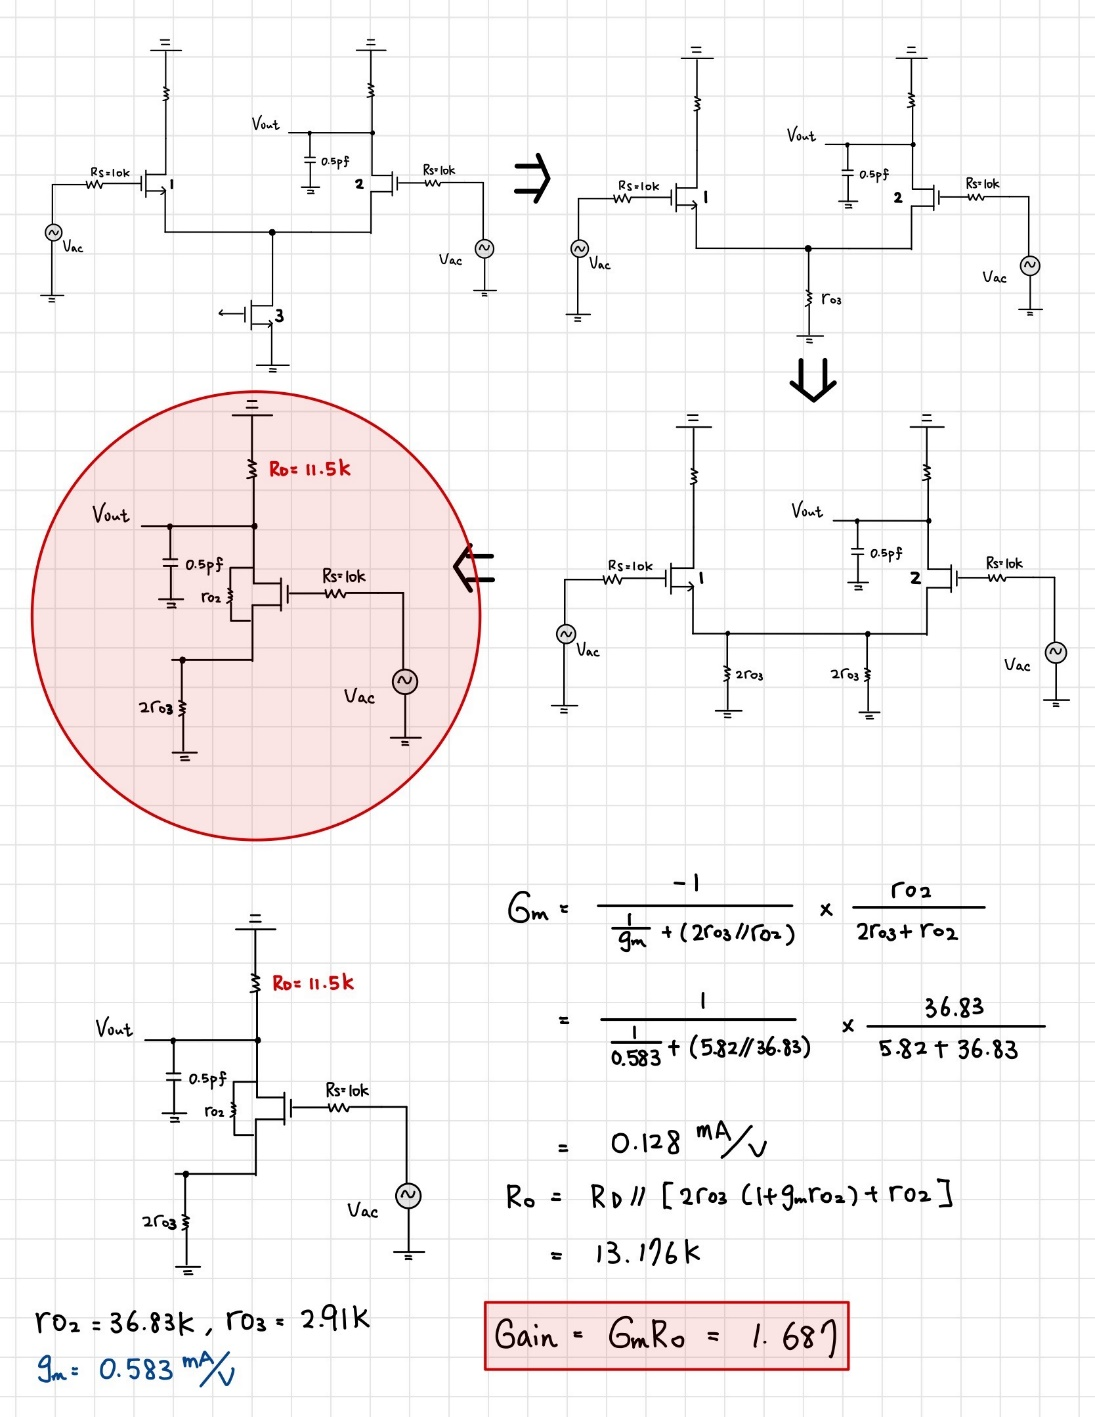 Vout
0.5pf
Rs=10k
1
2
Rs=10k
Vac
Vac
3
Vout
0.5pf
Rs=10k
1
2
Rs=10k
Vac
Vac
ro3
RD= 11.5k
Vout
0.5pf
Rs=10k
ro2
2ro3
Vac
Vout
0.5pf
Rs=10k
1
2
Rs=10k
Vac
Vac
2ro3
2ro3
Gm = -1 / (1/gm + (2ro3//ro2)) × ro2 / (2ro3+ ro2)
= 1 / (1/0.583 + (5.82//36.83)) × 36.83 / (5.82 + 36.83)
= 0.128 mA/V
Ro = RD // [ 2ro3 (1+gmro2) + ro2 ]
= 13.176k
Gain = GmRo = 1.687
RD= 11.5k
Vout
0.5pf
Rs=10k
ro2
2ro3
Vac
ro2 = 36.83k , ro3 = 2.91k
gm= 0.583 mA/V